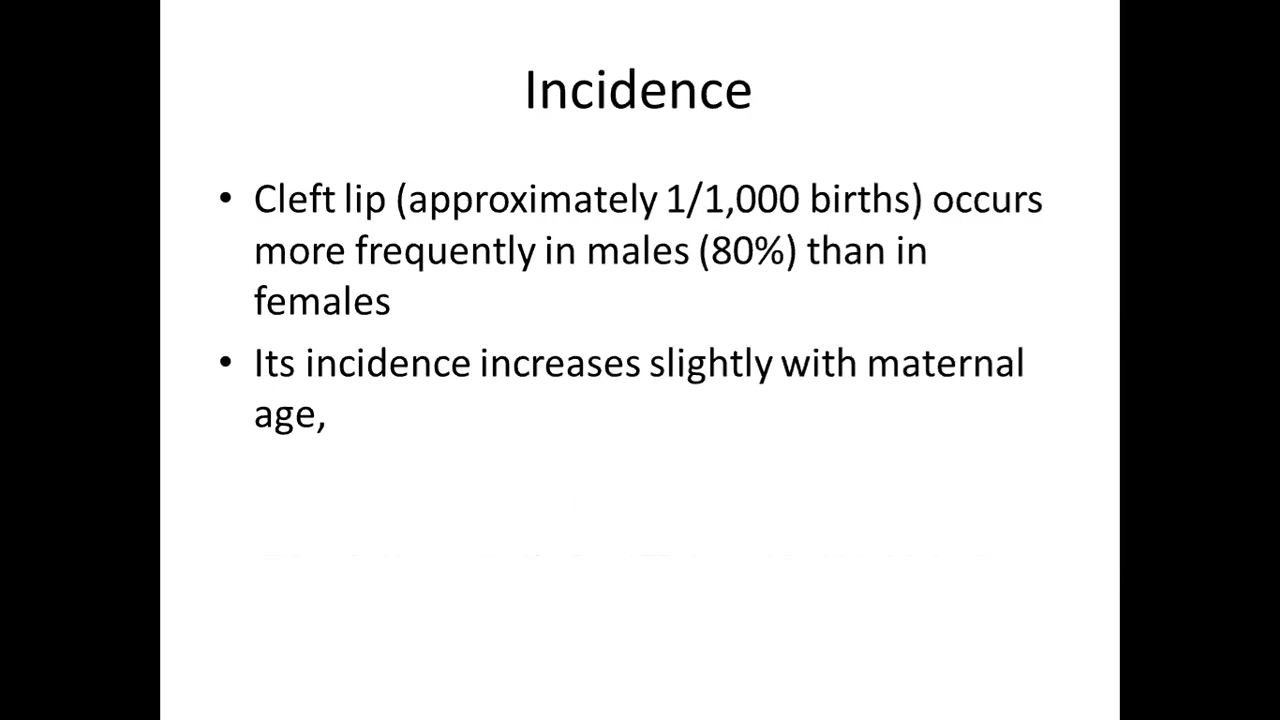 Incidence
• Cleft lip (approximately 1/1,000 births) occurs
more frequently in males (80%) than in
females
• Its incidence increases slightly with maternal
age,